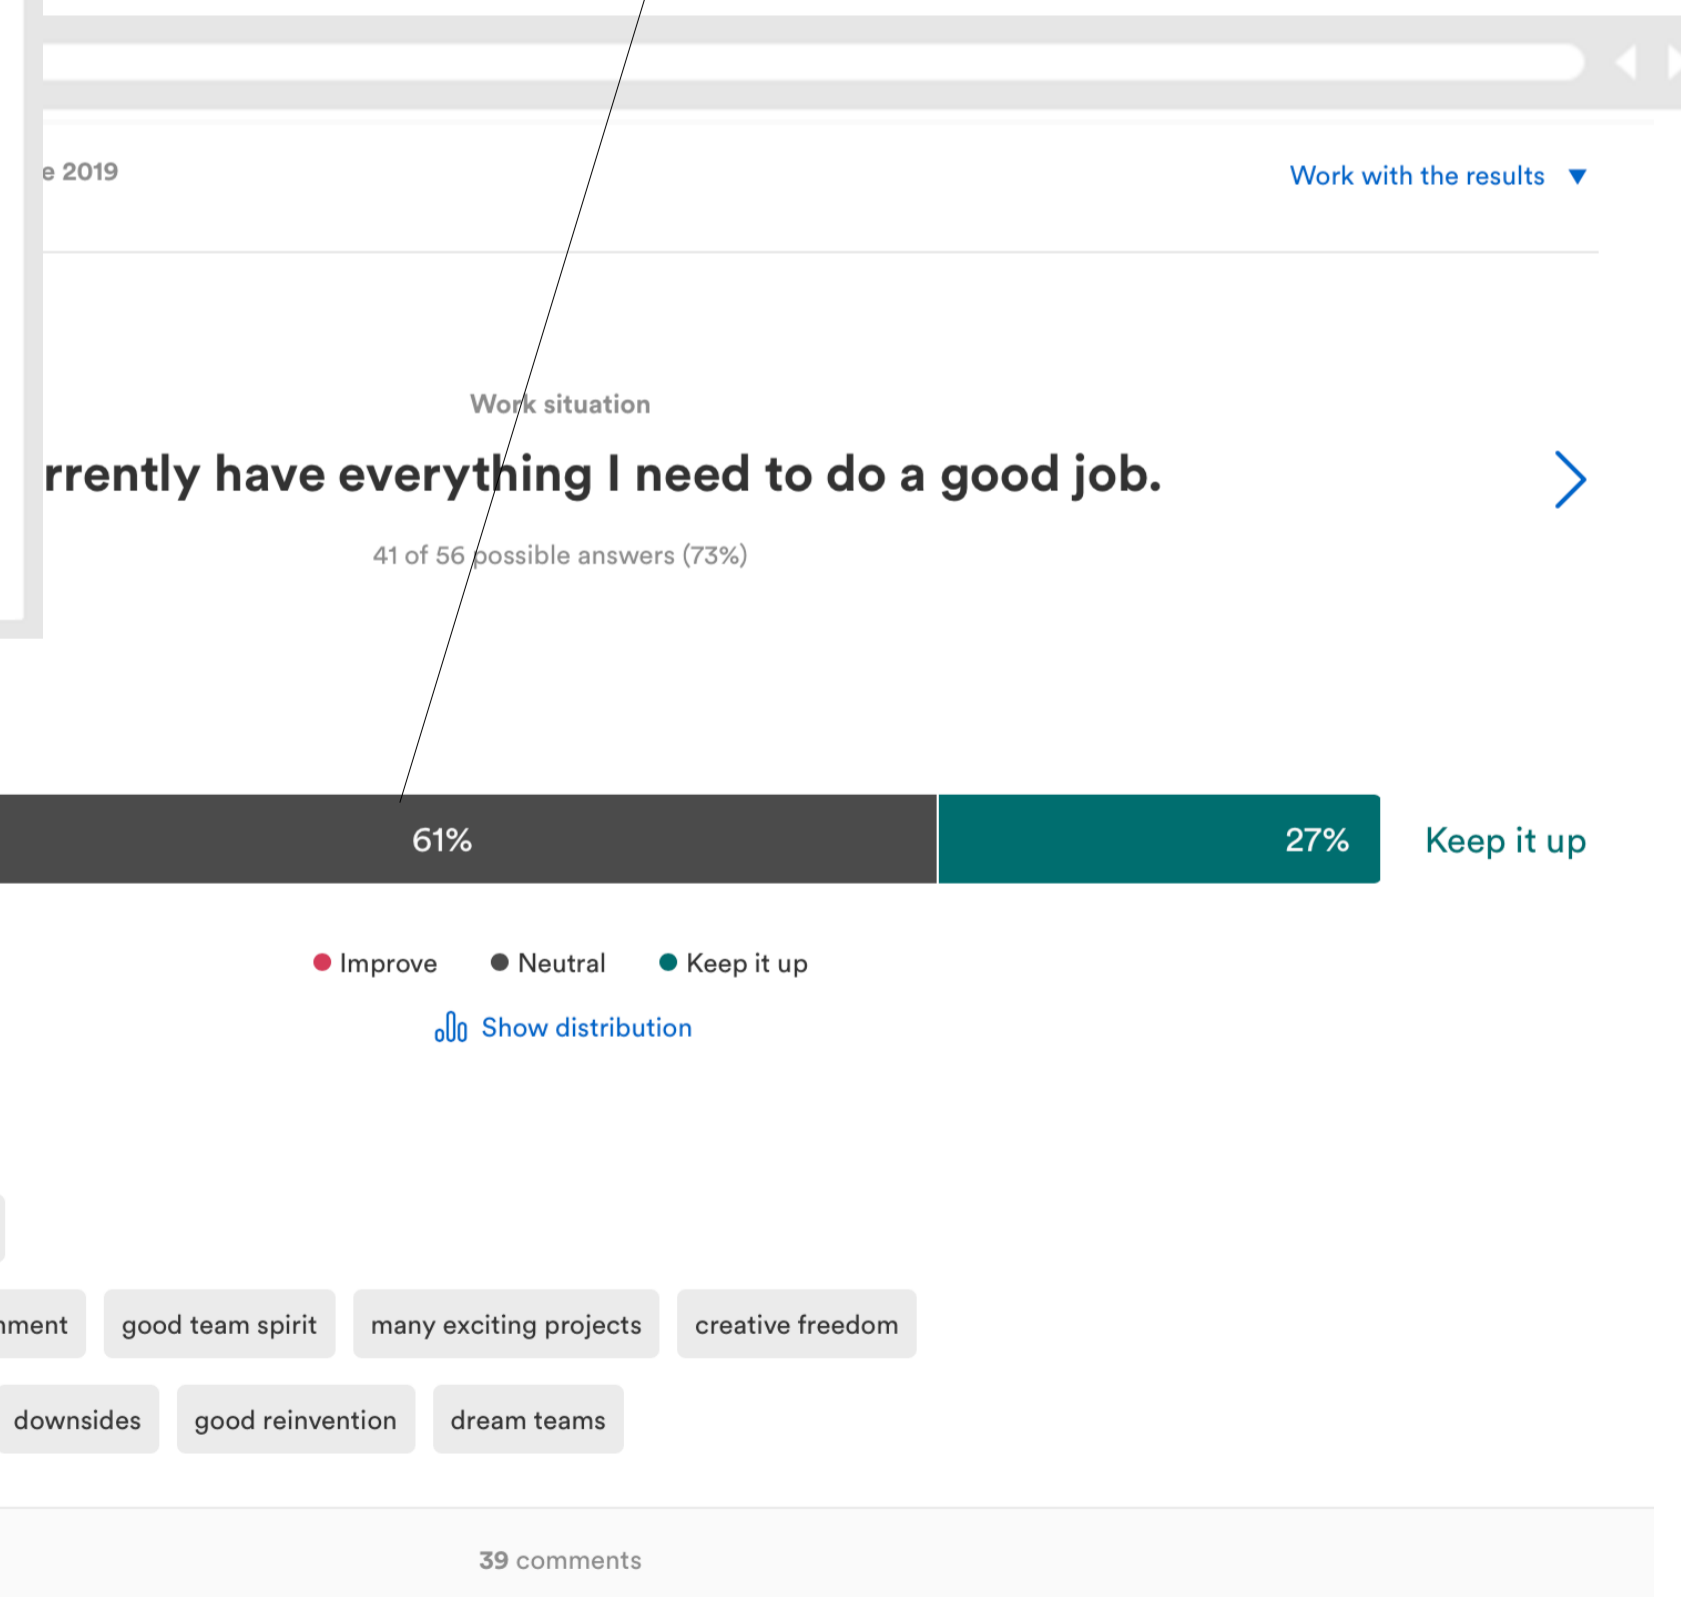 e 2019
Work with the results
Work situation
rrently have everything I need to do a good job.
41 of 56 possible answers (73%)
61%
27%
Keep it up
Improve
Neutral
Keep it up
Show distribution
nment
good team spirit
many exciting projects
creative freedom
downsides
good reinvention
dream teams
39 comments